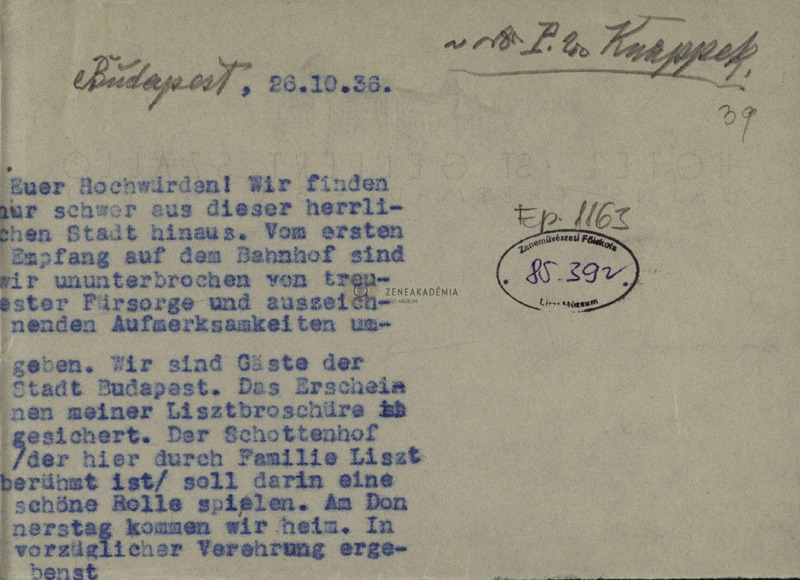 P. Knappek,
Budapest, 26.10.36.
39
Euer Hochwürden! Wir finden
nur schwer aus dieser herrli-
chen Stadt hinaus. Vom ersten
Empfang auf dem Bahnhof sind
wir ununterbrochen von treu-
ester Fürsorge und auszeich-
nenden Aufmerksamkeiten um-
geben. Wir sind Gäste der
Stadt Budapest. Das Erschei
nen meiner Lisztbroschüre
gesichert. Der Schottenhof
/der hier durch Familie Liszt
berühmt ist/ soll darin eine
schöne Rolle spielen. Am Don
nerstag kommen wir heim. In
vorzüglicher Verehrung erge-
benst
Ep. 1163
Zeneművészeti Főiskola
85.392
Liszt Múzeum
ZENEAKADÉMIA
LISZT MÚZEUM